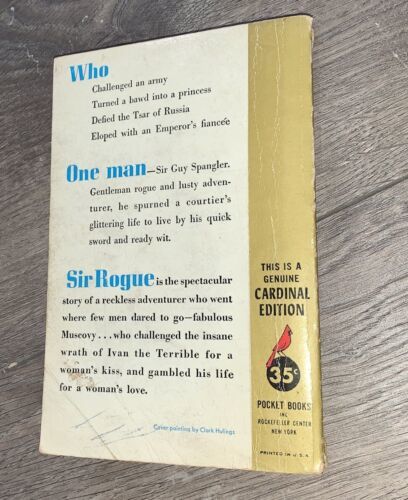 Who
Challenged an army
Turned a bawd into a princess
Defied the Tsar of Russia
Eloped with an Emperor's fiancée
One man—Sir Guy Spangler.
Gentleman rogue and lusty adven-
turer, he spurned a courtier's
glittering life to live by his quick
sword and ready wit.
Sir Rogue is the spectacular
story of a reckless adventurer who went
where few men dared to go—fabulous
Muscovy . . . who challenged the insane
wrath of Ivan the Terrible for a
woman's kiss, and gambled his life
for a woman's love.
Cover painting by Clark Hulings
THIS IS A
GENUINE
CARDINAL
EDITION
35c
POCKET BOOKS
INC
ROCKEFELLER CENTER
NEW YORK
PRINTED IN U.S.A.